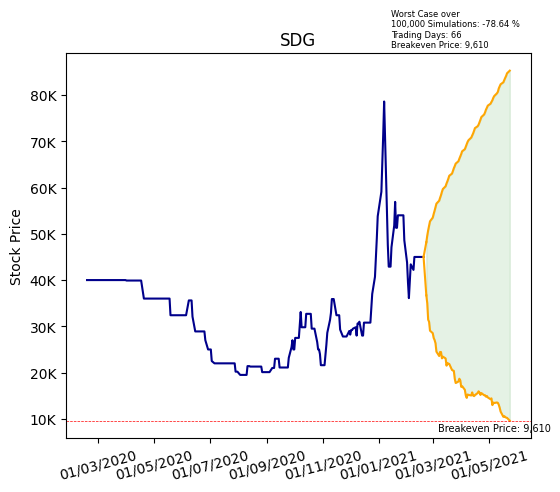 Worst Case over
100,000 Simulations: -78.64 %
Trading Days: 66
Breakeven Price: 9,610
SDG
Stock Price
80K
70K
60K
50K
40K
30K
20K
10K
Breakeven Price: 9,610
01/03/2020
01/05/2020
01/07/2020
01/09/2020
01/11/2020
01/01/2021
01/03/2021
01/05/2021